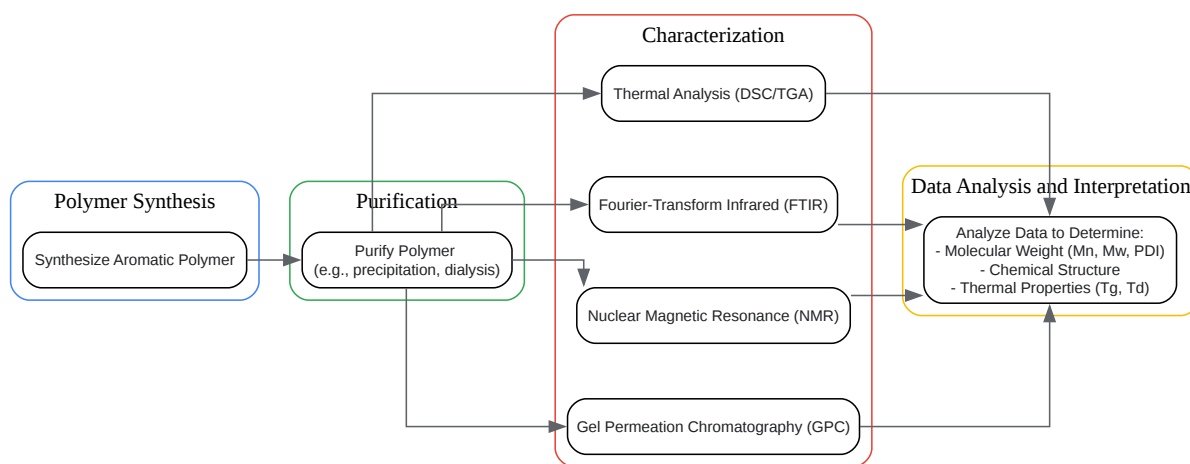 Polymer Synthesis
Synthesize Aromatic Polymer
Purification
Purify Polymer
(e.g., precipitation, dialysis)
Characterization
Thermal Analysis (DSC/TGA)
Fourier-Transform Infrared (FTIR)
Nuclear Magnetic Resonance (NMR)
Gel Permeation Chromatography (GPC)
Data Analysis and Interpretation
Analyze Data to Determine:
- Molecular Weight (Mn, Mw, PDI)
- Chemical Structure
- Thermal Properties (Tg, Td)